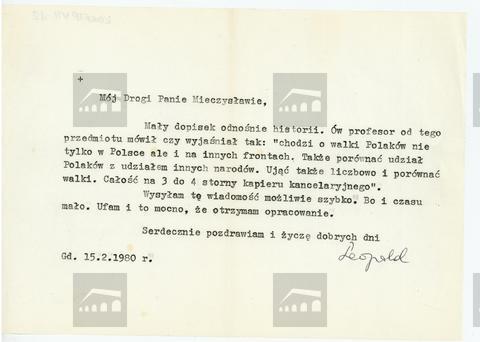 +
Mój Drogi Panie Mieczysławie,
Mały dopisek odnośnie historii. Ów profesor od tego
przedmiotu mówił czy wyjaśniał tak: "chodzi o walki Polaków nie
tylko w Polsce ale i na innych frontach. Także porównać udział
Polaków z udziałem innych narodów. Ująć także liczbowo i porównać
walki. Całość na 3 do 4 storny kapieru kancelaryjnego".
Wysyłam tę wiadomość możliwie szybko. Bo i czasu
mało. Ufam i to mocno, że otrzymam opracowanie.
Serdecznie pozdrawiam i życzę dobrych dni
Gd. 15.2.1980 r.
Leopold